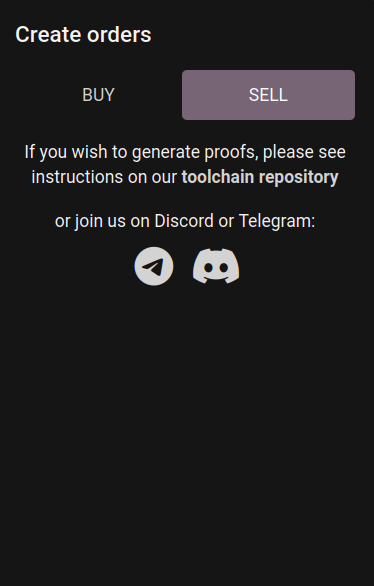 Create orders
BUY
SELL
If you wish to generate proofs, please see
instructions on our toolchain repository
or join us on Discord or Telegram: